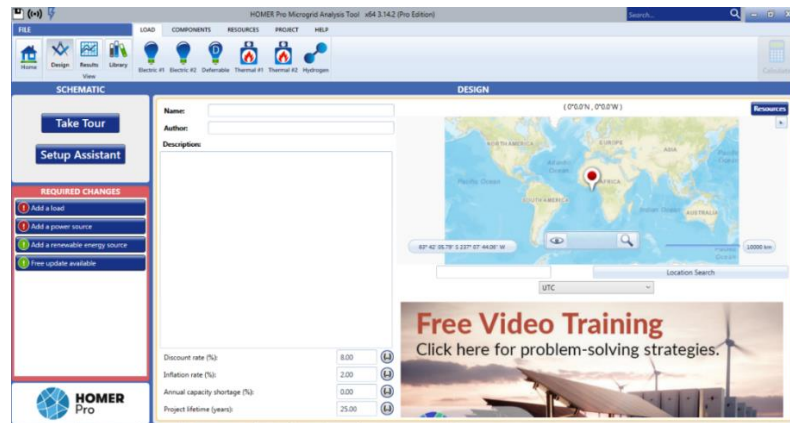 HOMER Pro Microgrid Analysis Tool x64 3.14.2 (Pro Edition)
Search...
FILE
LOAD COMPONENTS RESOURCES PROJECT HELP
Home
Design Results Library
View
Electric #1 Electric #2 Deferrable Thermal #1 Thermal #2 Hydrogen
Calculate
SCHEMATIC
DESIGN
Take Tour
Setup Assistant
REQUIRED CHANGES
Add a load
Add a power source
Add a renewable energy source
Free update available
HOMER
Pro
Name:
Author:
Description:
Discount rate (%): 8.00
Inflation rate (%): 2.00
Annual capacity shortage (%): 0.00
Project lifetime (years): 25.00
(0°0.0'N , 0°0.0'W)
Resources
NORTH AMERICA
EUROPE
ASIA
Atlantic
Ocean
Pacific Ocean
AFRICA
SOUTH AMERICA
Indian Ocean
AUSTRALIA
10000 km
Location Search
UTC
Free Video Training
Click here for problem-solving strategies.